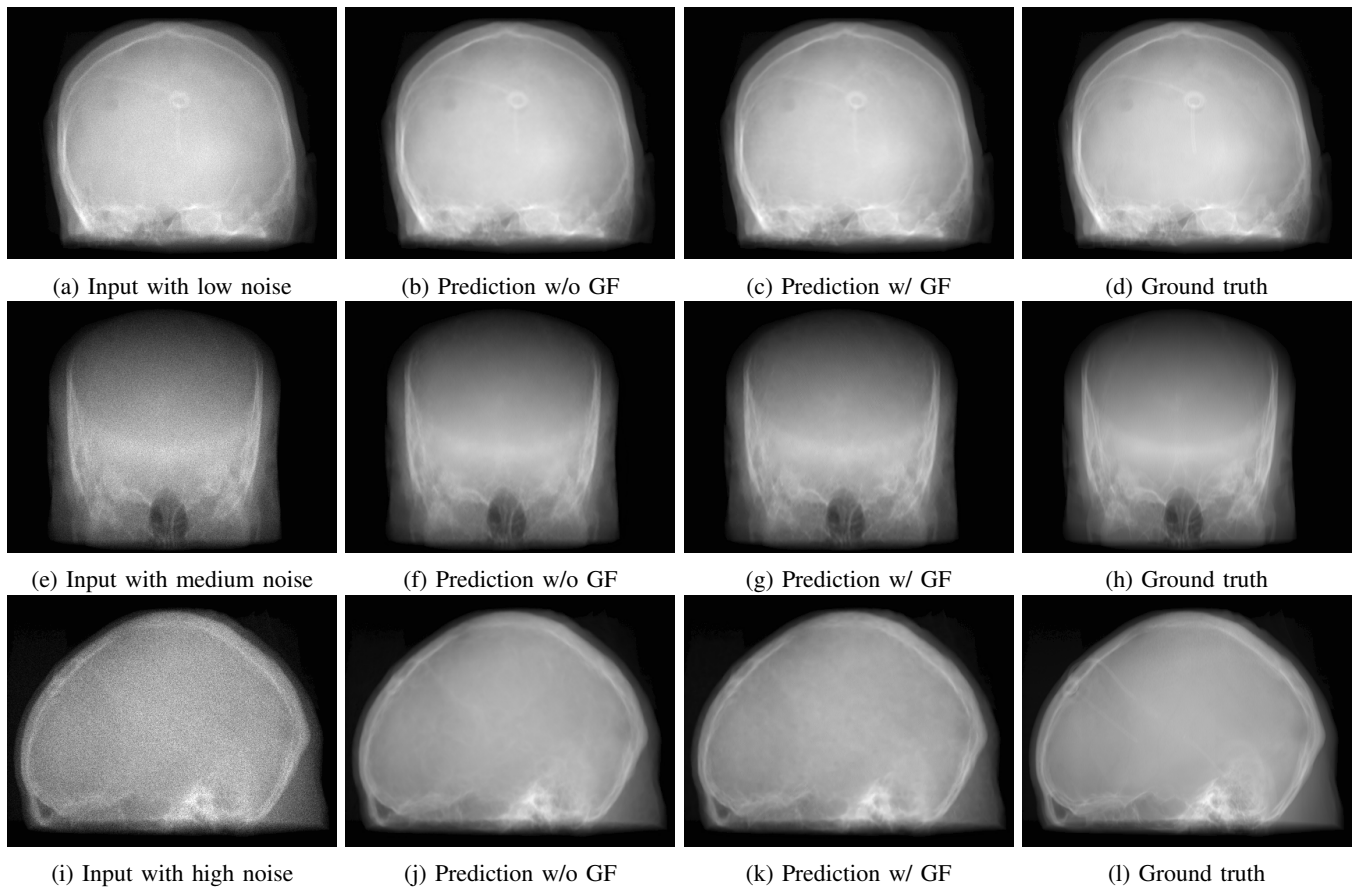 (a) Input with low noise
(b) Prediction w/o GF
(c) Prediction w/ GF
(d) Ground truth
(e) Input with medium noise
(f) Prediction w/o GF
(g) Prediction w/ GF
(h) Ground truth
(i) Input with high noise
(j) Prediction w/o GF
(k) Prediction w/ GF
(l) Ground truth